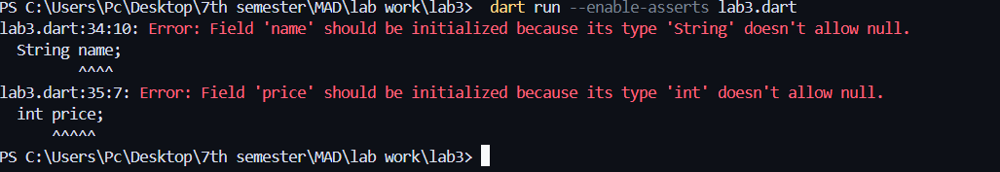 PS C:\Users\Pc\Desktop\7th semester\MAD\lab work\lab3>  dart run --enable-asserts lab3.dart
lab3.dart:34:10: Error: Field 'name' should be initialized because its type 'String' doesn't allow null.
  String name;
         ^^^^
lab3.dart:35:7: Error: Field 'price' should be initialized because its type 'int' doesn't allow null.
  int price;
      ^^^^^
PS C:\Users\Pc\Desktop\7th semester\MAD\lab work\lab3>